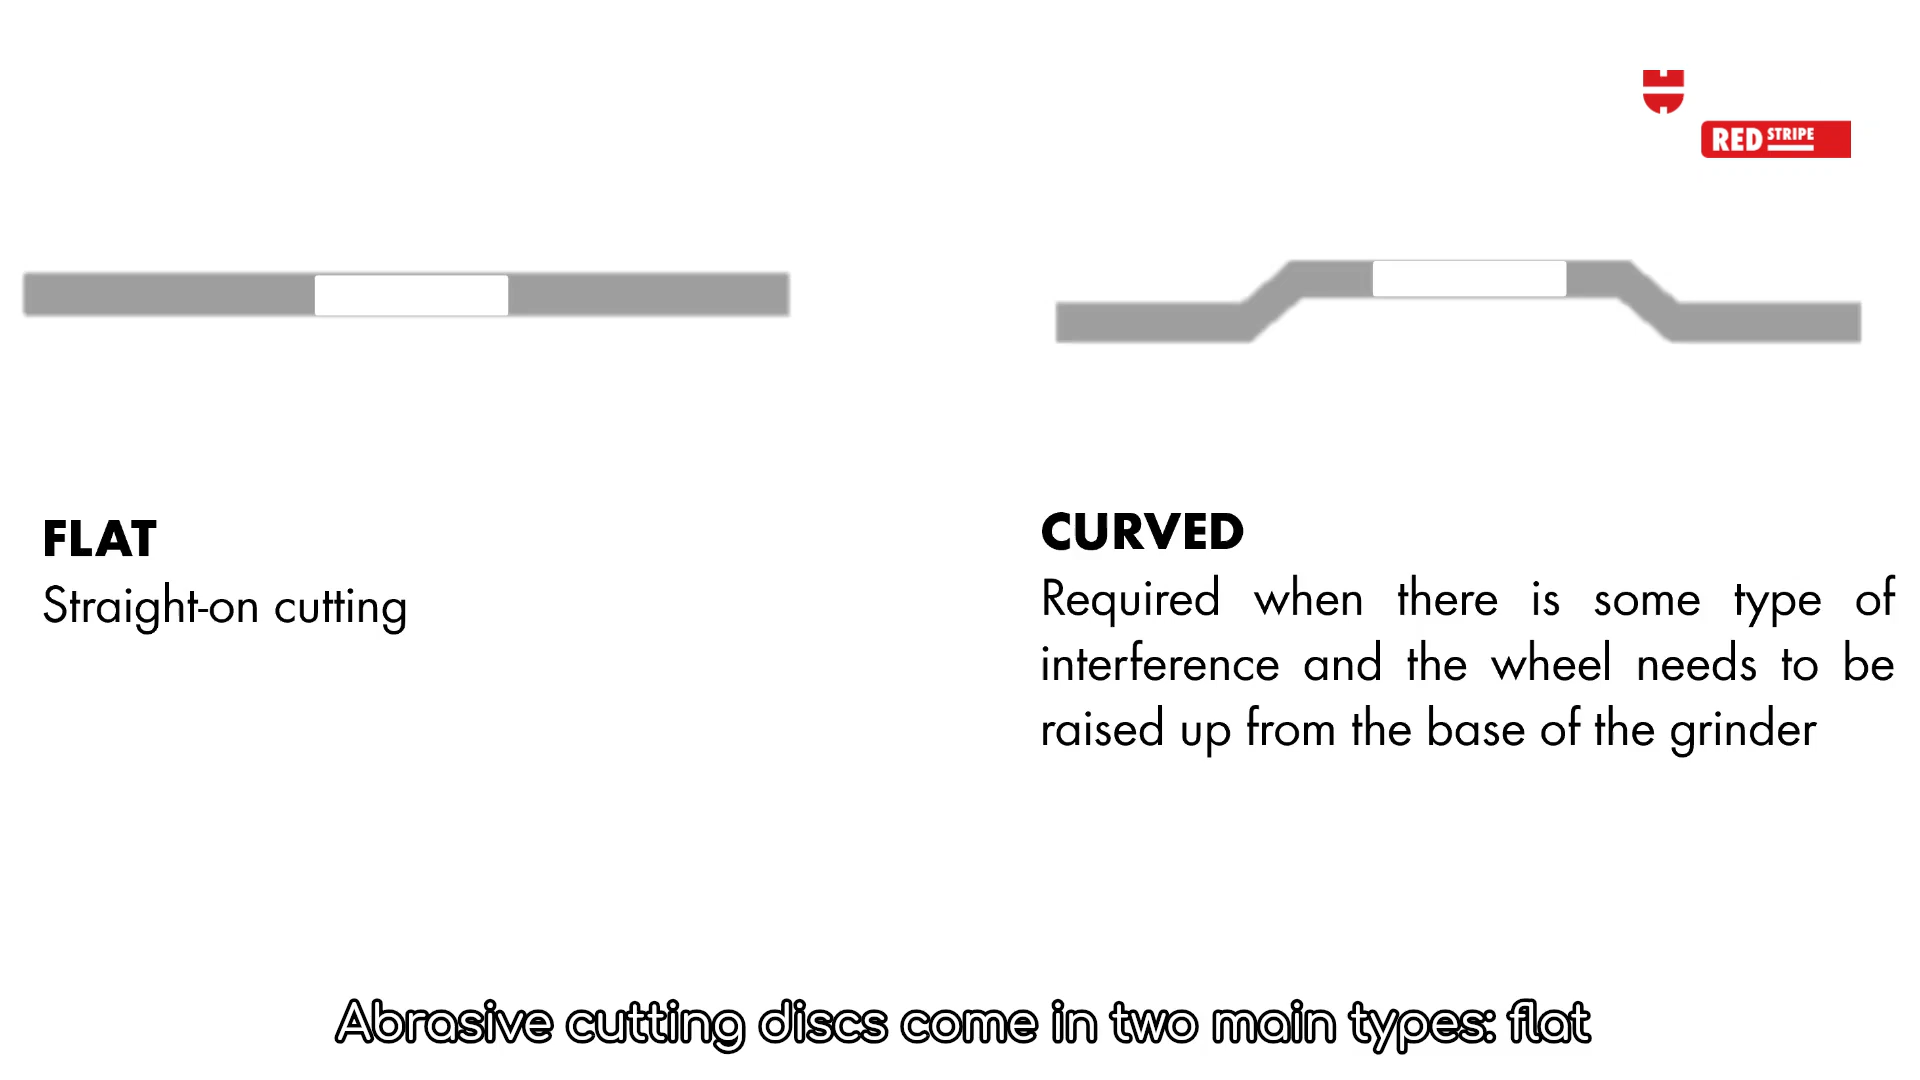 RED STRIPE
FLAT
Straight-on cutting
CURVED
Required when there is some type of
interference and the wheel needs to be
raised up from the base of the grinder
Abrasive cutting discs come in two main types: flat